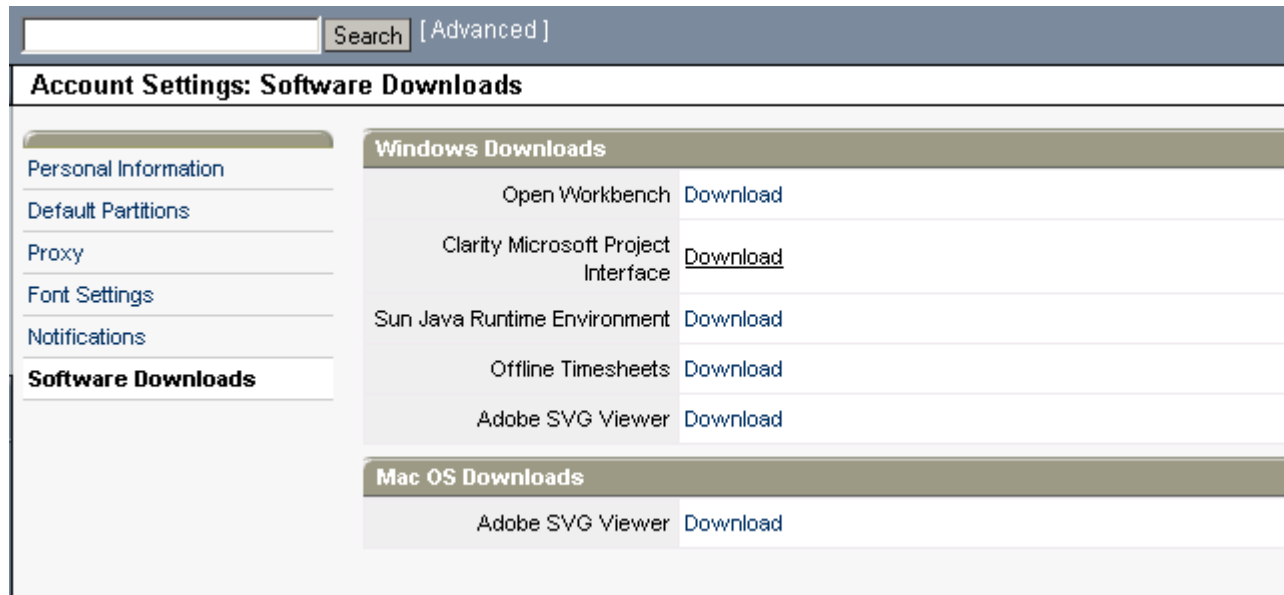 Search [ Advanced ]
Account Settings: Software Downloads
Personal Information
Default Partitions
Proxy
Font Settings
Notifications
Software Downloads
Windows Downloads
Open Workbench Download
Clarity Microsoft Project
Interface Download
Sun Java Runtime Environment Download
Offline Timesheets Download
Adobe SVG Viewer Download
Mac OS Downloads
Adobe SVG Viewer Download